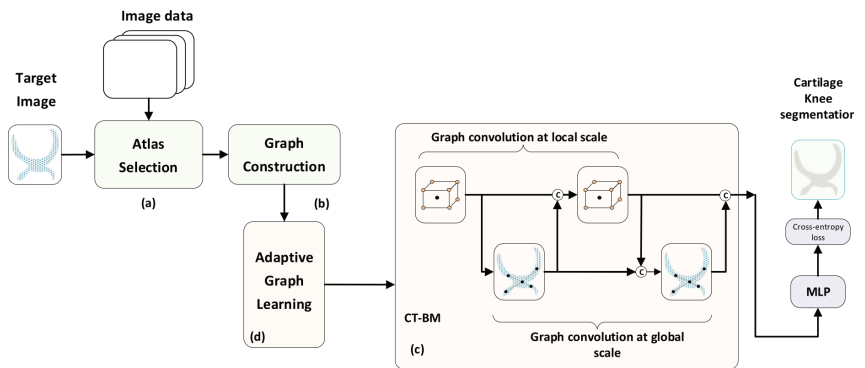 Image data
Target
Image
Atlas
Selection
(a)
Graph
Construction
(b)
Adaptive
Graph
Learning
(d)
CT-BM
(c)
Graph convolution at local scale
C
C
C
Graph convolution at global
scale
Cartilage
Knee
segmentation
Cross-entropy
loss
MLP